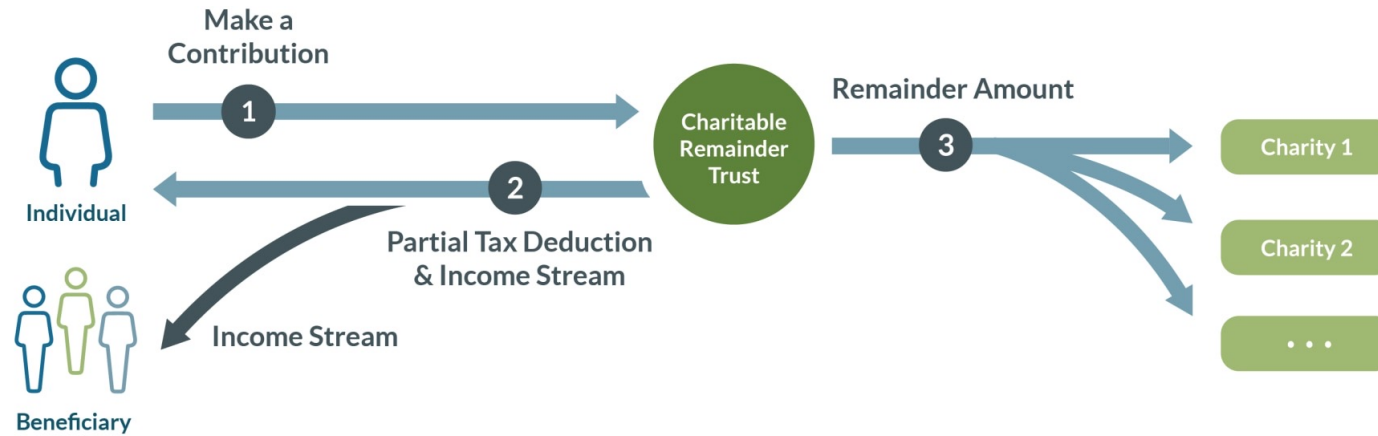 Make a
Contribution
1
Individual
Charitable
Remainder
Trust
2
Partial Tax Deduction
& Income Stream
Income Stream
Beneficiary
Remainder Amount
3
Charity 1
Charity 2
• • •